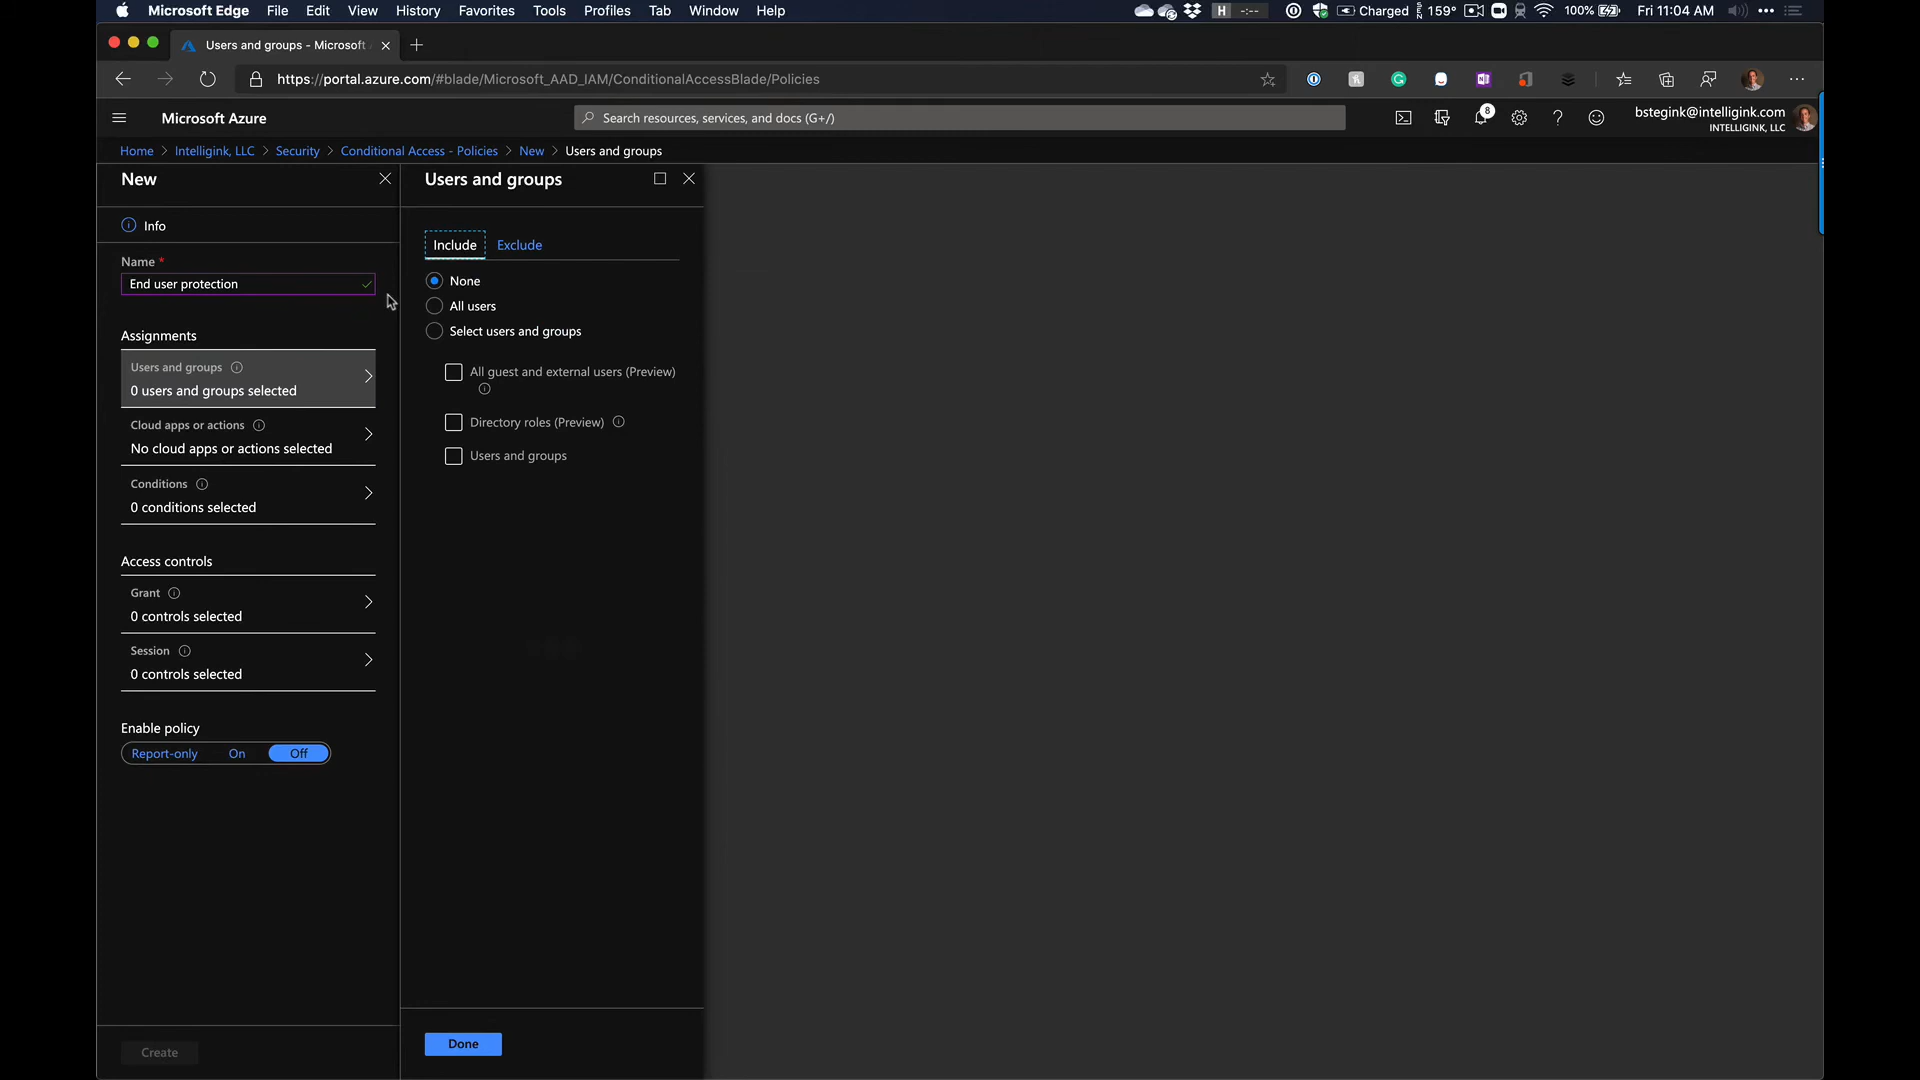 Microsoft Edge File Edit View History Favorites Tools Profiles Tab Window Help H -:-- Charged 159° 100% Fri 11:04 AM
Users and groups - Microsoft
https://portal.azure.com/#blade/Microsoft_AAD_IAM/ConditionalAccessBlade/Policies
Microsoft Azure
Search resources, services, and docs (G+/)
8
bstegink@intelligink.com
INTELLIGINK, LLC
Home > Intelligink, LLC > Security > Conditional Access - Policies > New > Users and groups
New
Info
Name *
End user protection
Assignments
Users and groups
0 users and groups selected
Cloud apps or actions
No cloud apps or actions selected
Conditions
0 conditions selected
Access controls
Grant
0 controls selected
Session
0 controls selected
Enable policy
Report-only On Off
Create
Users and groups
Include Exclude
None
All users
Select users and groups
All guest and external users (Preview)
Directory roles (Preview)
Users and groups
Done